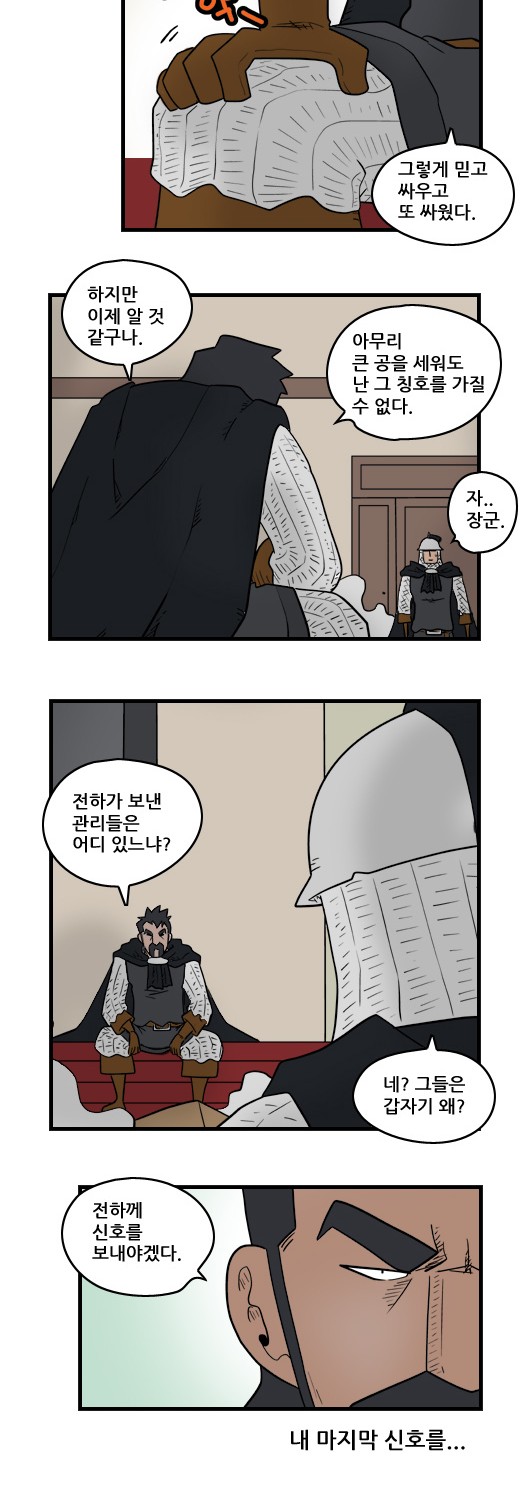 그렇게 믿고
싸우고
또 싸웠다.
하지만
이제 알 것
같구나.
아무리
큰 공을 세워도
난 그 칭호를 가질
수 없다.
자..
장군.
전하가 보낸
관리들은
어디 있느냐?
네? 그들은
갑자기 왜?
전하께
신호를
보내야겠다.
내 마지막 신호를...